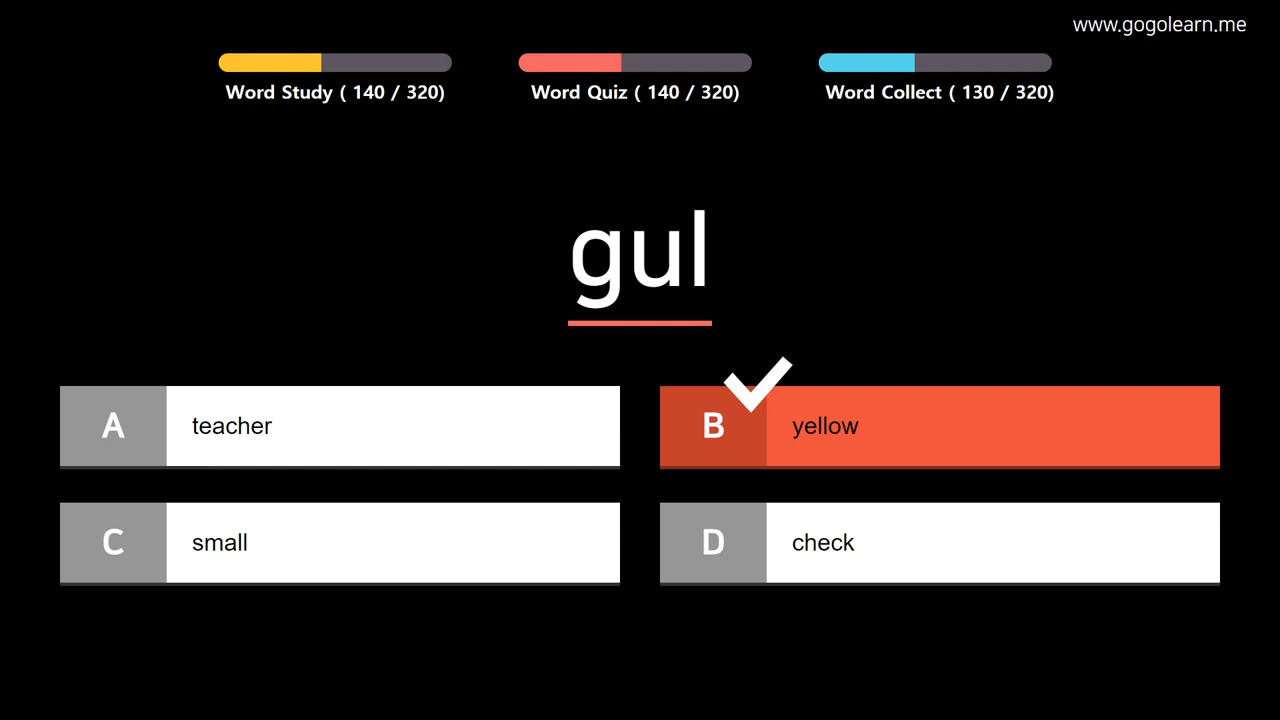 www.gogolearn.me
Word Study ( 140 / 320)
Word Quiz ( 140 / 320)
Word Collect ( 130 / 320)
gul
A
teacher
B
yellow
C
small
D
check